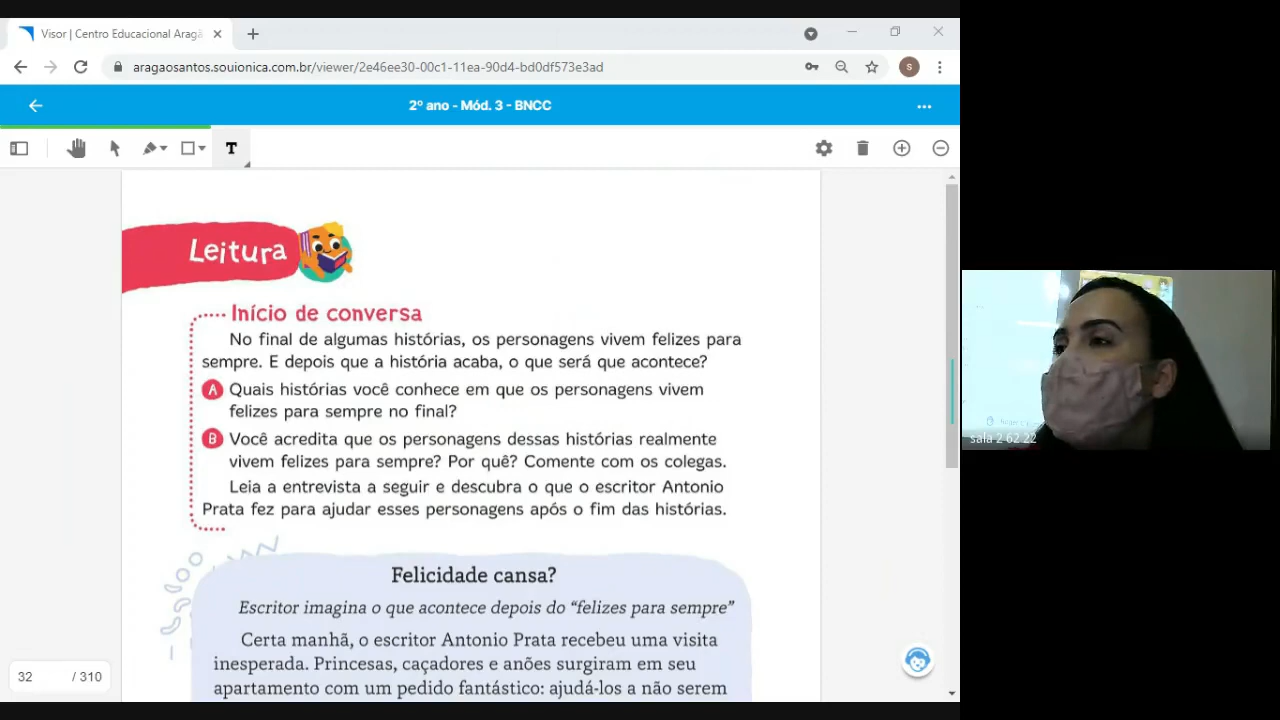 Visor | Centro Educacional Aragã
aragaosantos.souionica.com.br/viewer/2e46ee30-00c1-11ea-90d4-bd0df573e3ad
s
2º ano - Mód. 3 - BNCC
T
Leitura
Início de conversa
No final de algumas histórias, os personagens vivem felizes para
sempre. E depois que a história acaba, o que será que acontece?
A Quais histórias você conhece em que os personagens vivem
felizes para sempre no final?
B Você acredita que os personagens dessas histórias realmente
vivem felizes para sempre? Por quê? Comente com os colegas.
Leia a entrevista a seguir e descubra o que o escritor Antonio
Prata fez para ajudar esses personagens após o fim das histórias.
Felicidade cansa?
Escritor imagina o que acontece depois do “felizes para sempre”
Certa manhã, o escritor Antonio Prata recebeu uma visita
inesperada. Princesas, caçadores e anões surgiram em seu
apartamento com um pedido fantástico: ajudá-los a não serem
32 / 310
sala 2 62.22